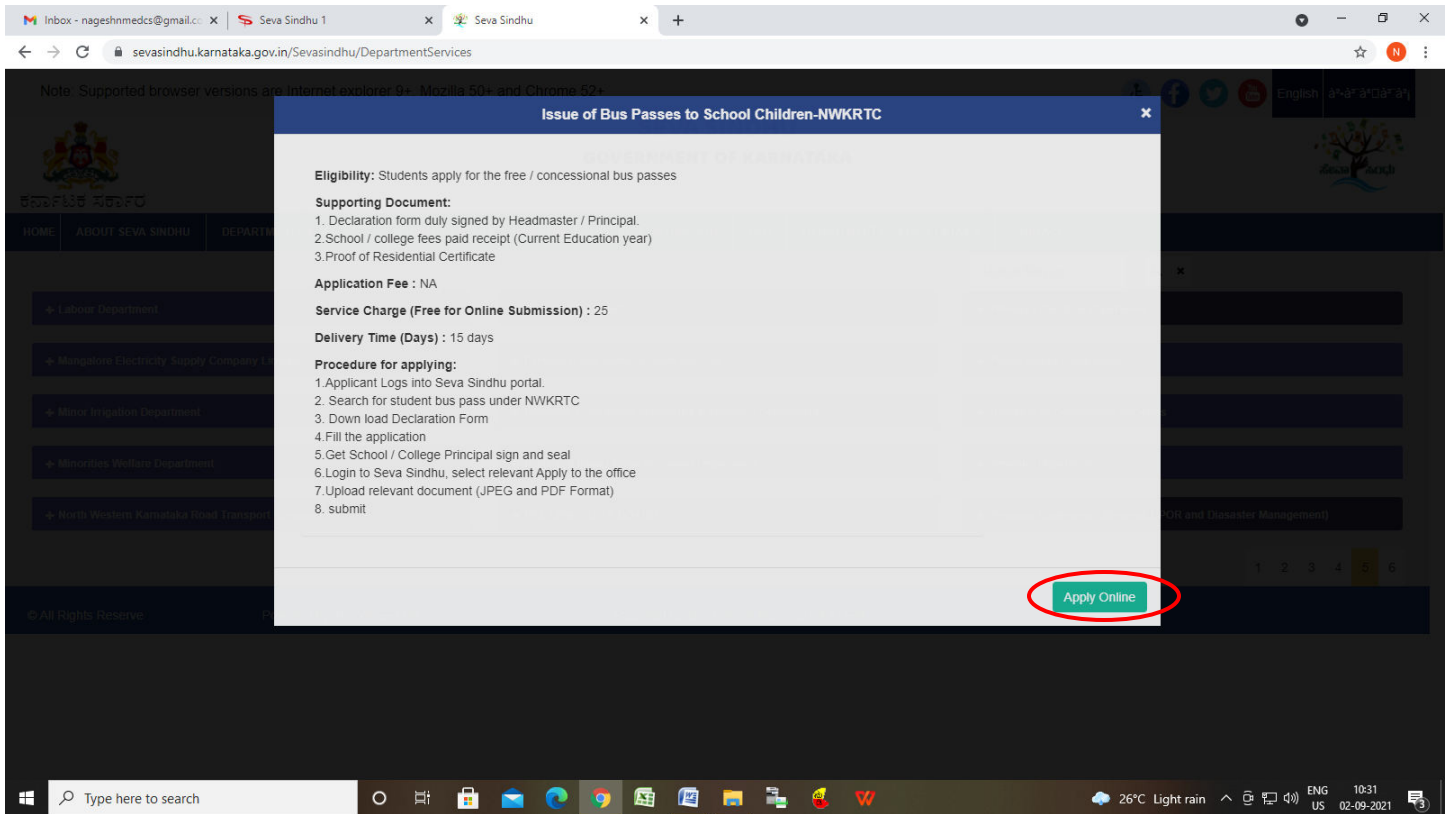 Inbox - nageshnmedcs@gmail.cc
Seva Sindhu 1
Seva Sindhu
sevasindhu.karnataka.gov.in/Sevasindhu/DepartmentServices
N
Note: Supported browser versions are Internet explorer 9+, Mozilla 50+ and Chrome 52+
English
Issue of Bus Passes to School Children-NWKRTC
GOVERNMENT OF KARNATAKA
ಕರ್ನಾಟಕ ಸರ್ಕಾರ
HOME ABOUT SEVA SINDHU DEPARTM
Eligibility: Students apply for the free / concessional bus passes
Supporting Document:
1. Declaration form duly signed by Headmaster / Principal.
2.School / college fees paid receipt (Current Education year)
3.Proof of Residential Certificate
Application Fee : NA
Service Charge (Free for Online Submission) : 25
Delivery Time (Days) : 15 days
Procedure for applying:
1.Applicant Logs into Seva Sindhu portal.
2. Search for student bus pass under NWKRTC
3. Down load Declaration Form
4.Fill the application
5.Get School / College Principal sign and seal
6.Login to Seva Sindhu, select relevant Apply to the office
7.Upload relevant document (JPEG and PDF Format)
8. submit
Apply Online
+ Labour Department
+ Mangalore Electricity Supply Company Li
+ Minor Irrigation Department
+ Minorities Welfare Department
+ North Western Karnataka Road Transport
POR and Diasaster Management)
1 2 3 4 5 6
© All Rights Reserve
Type here to search
26°C Light rain
ENG
US
10:31
02-09-2021
3